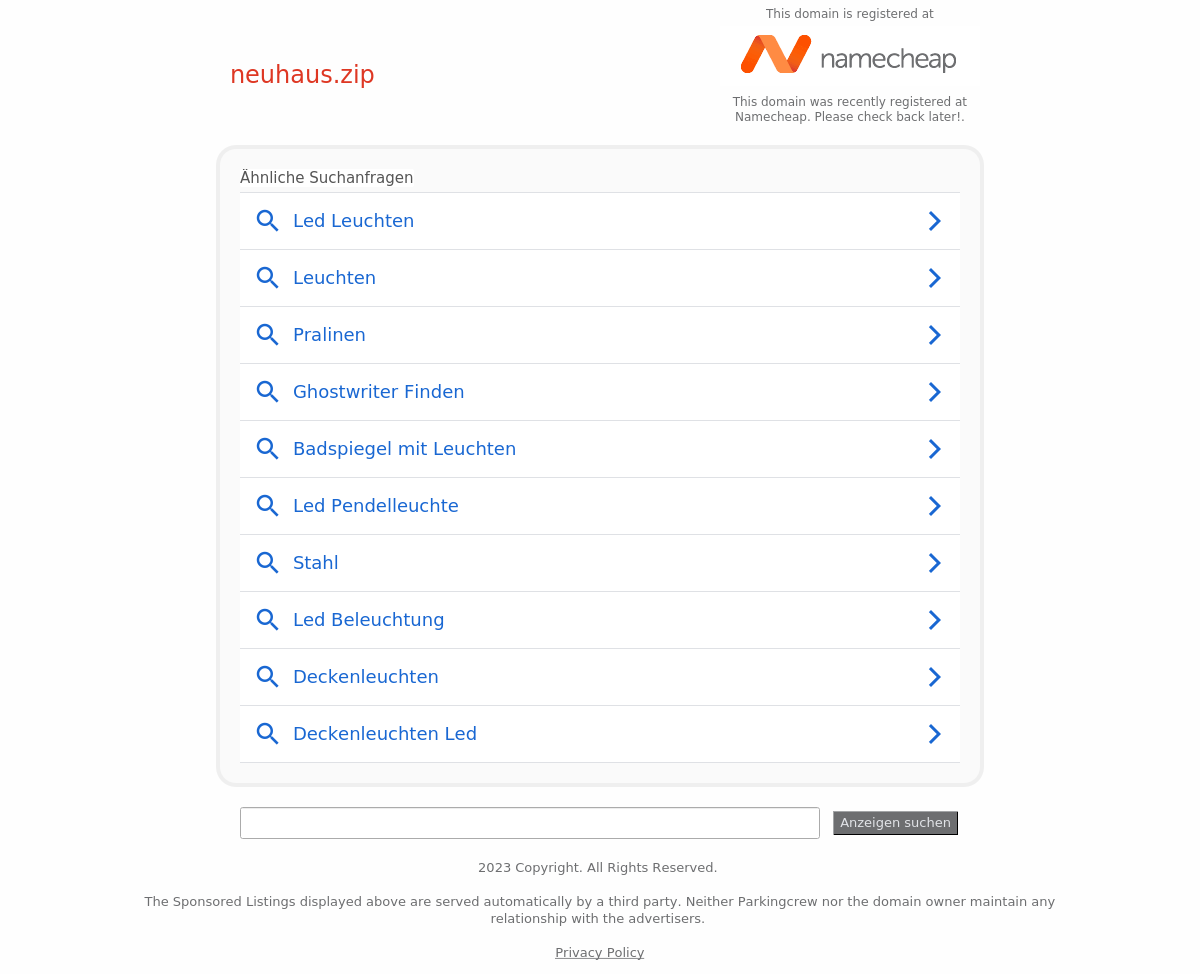 This domain is registered at
namecheap
neuhaus.zip
This domain was recently registered at
Namecheap. Please check back later!.
Ähnliche Suchanfragen
Led Leuchten
Leuchten
Pralinen
Ghostwriter Finden
Badspiegel mit Leuchten
Led Pendelleuchte
Stahl
Led Beleuchtung
Deckenleuchten
Deckenleuchten Led
Anzeigen suchen
2023 Copyright. All Rights Reserved.
The Sponsored Listings displayed above are served automatically by a third party. Neither Parkingcrew nor the domain owner maintain any
relationship with the advertisers.
Privacy Policy